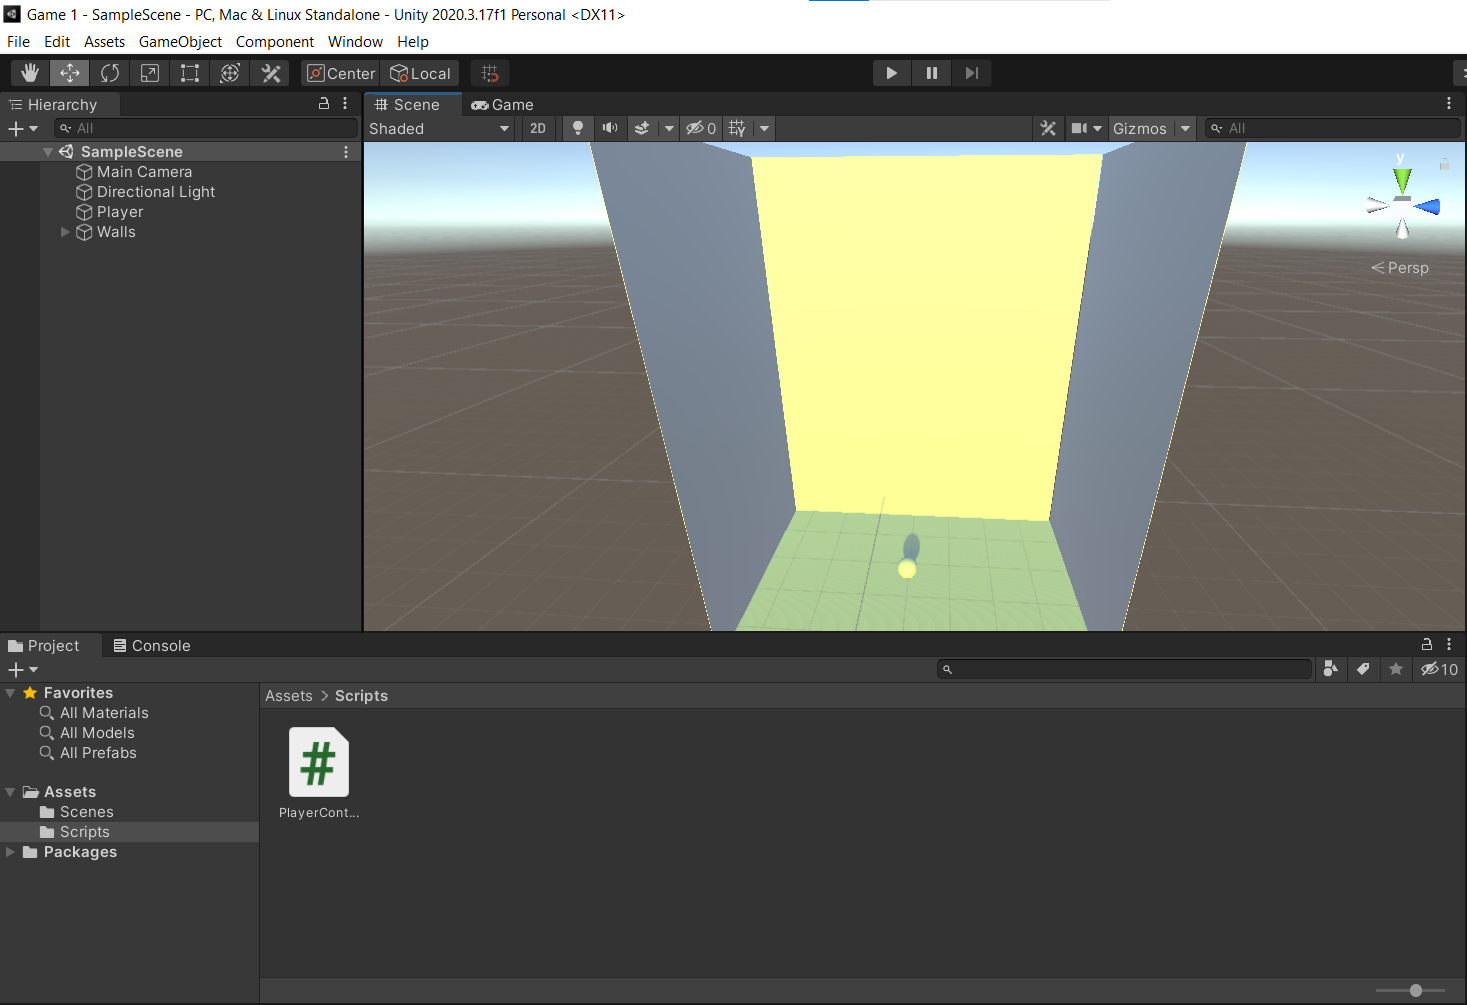 Game 1 - SampleScene - PC, Mac & Linux Standalone - Unity 2020.3.17f1 Personal <DX11>
File Edit Assets GameObject Component Window Help
Center Local
Hierarchy
All
SampleScene
Main Camera
Directional Light
Player
Walls
Scene Game
Shaded 2D 0 Gizmos All
y
Persp
Project Console
10
Favorites
All Materials
All Models
All Prefabs
Assets
Scenes
Scripts
Packages
Assets > Scripts
#
PlayerCont...